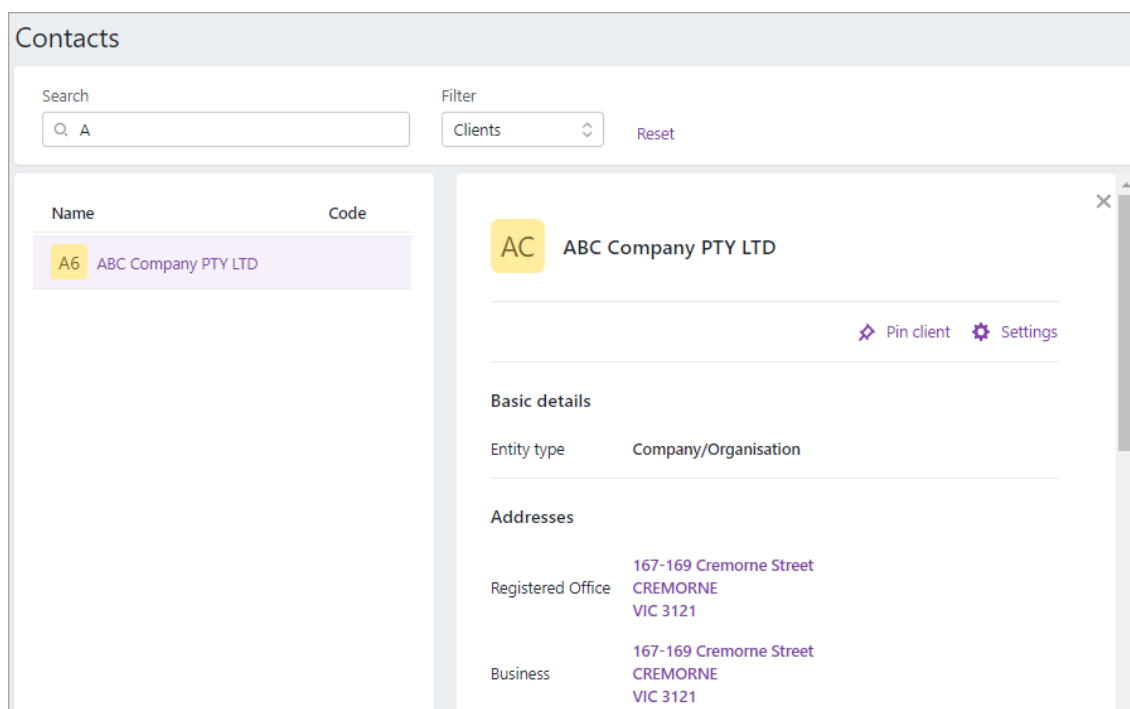 Contacts
Search
Filter
A
Clients
Reset
Name
Code
A6
ABC Company PTY LTD
AC
ABC Company PTY LTD
Pin client
Settings
Basic details
Entity type
Company/Organisation
Addresses
Registered Office
167-169 Cremorne Street
CREMORNE
VIC 3121
Business
167-169 Cremorne Street
CREMORNE
VIC 3121